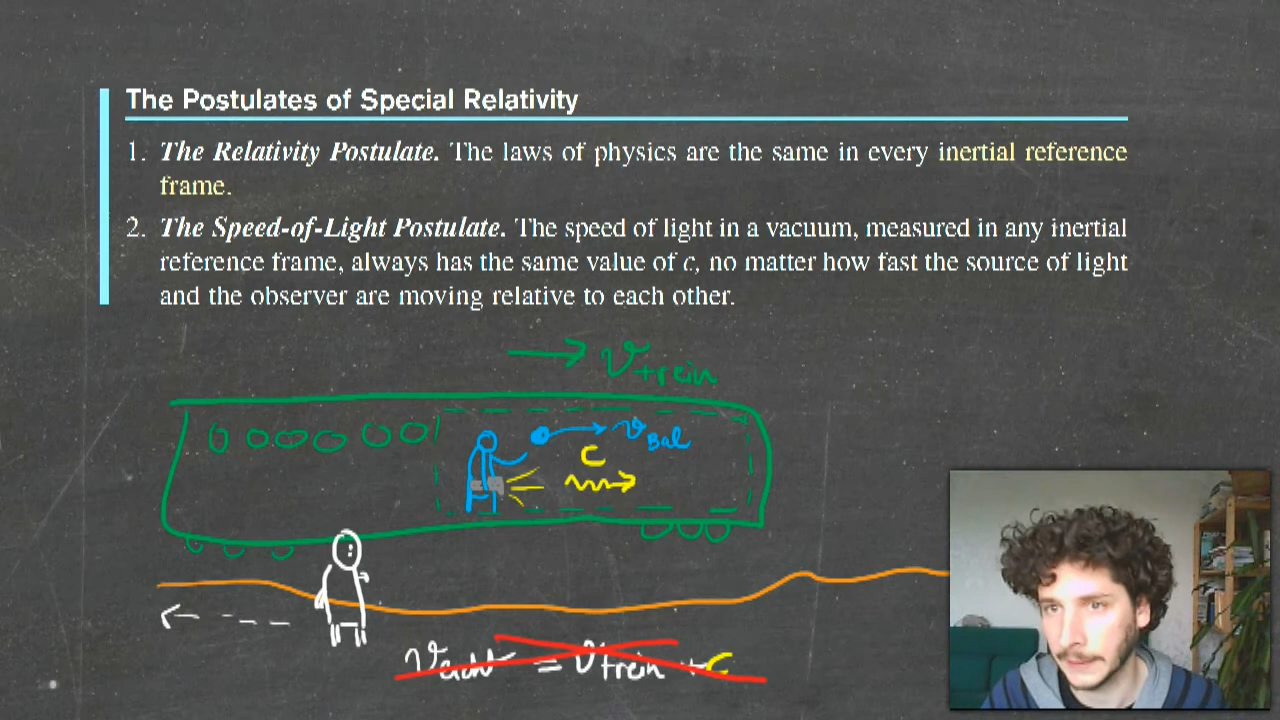 The Postulates of Special Relativity
1. The Relativity Postulate. The laws of physics are the same in every inertial reference
frame.
2. The Speed-of-Light Postulate. The speed of light in a vacuum, measured in any inertial
reference frame, always has the same value of c, no matter how fast the source of light
and the observer are moving relative to each other.
→ v trein
v Bal
c
= v trein + c